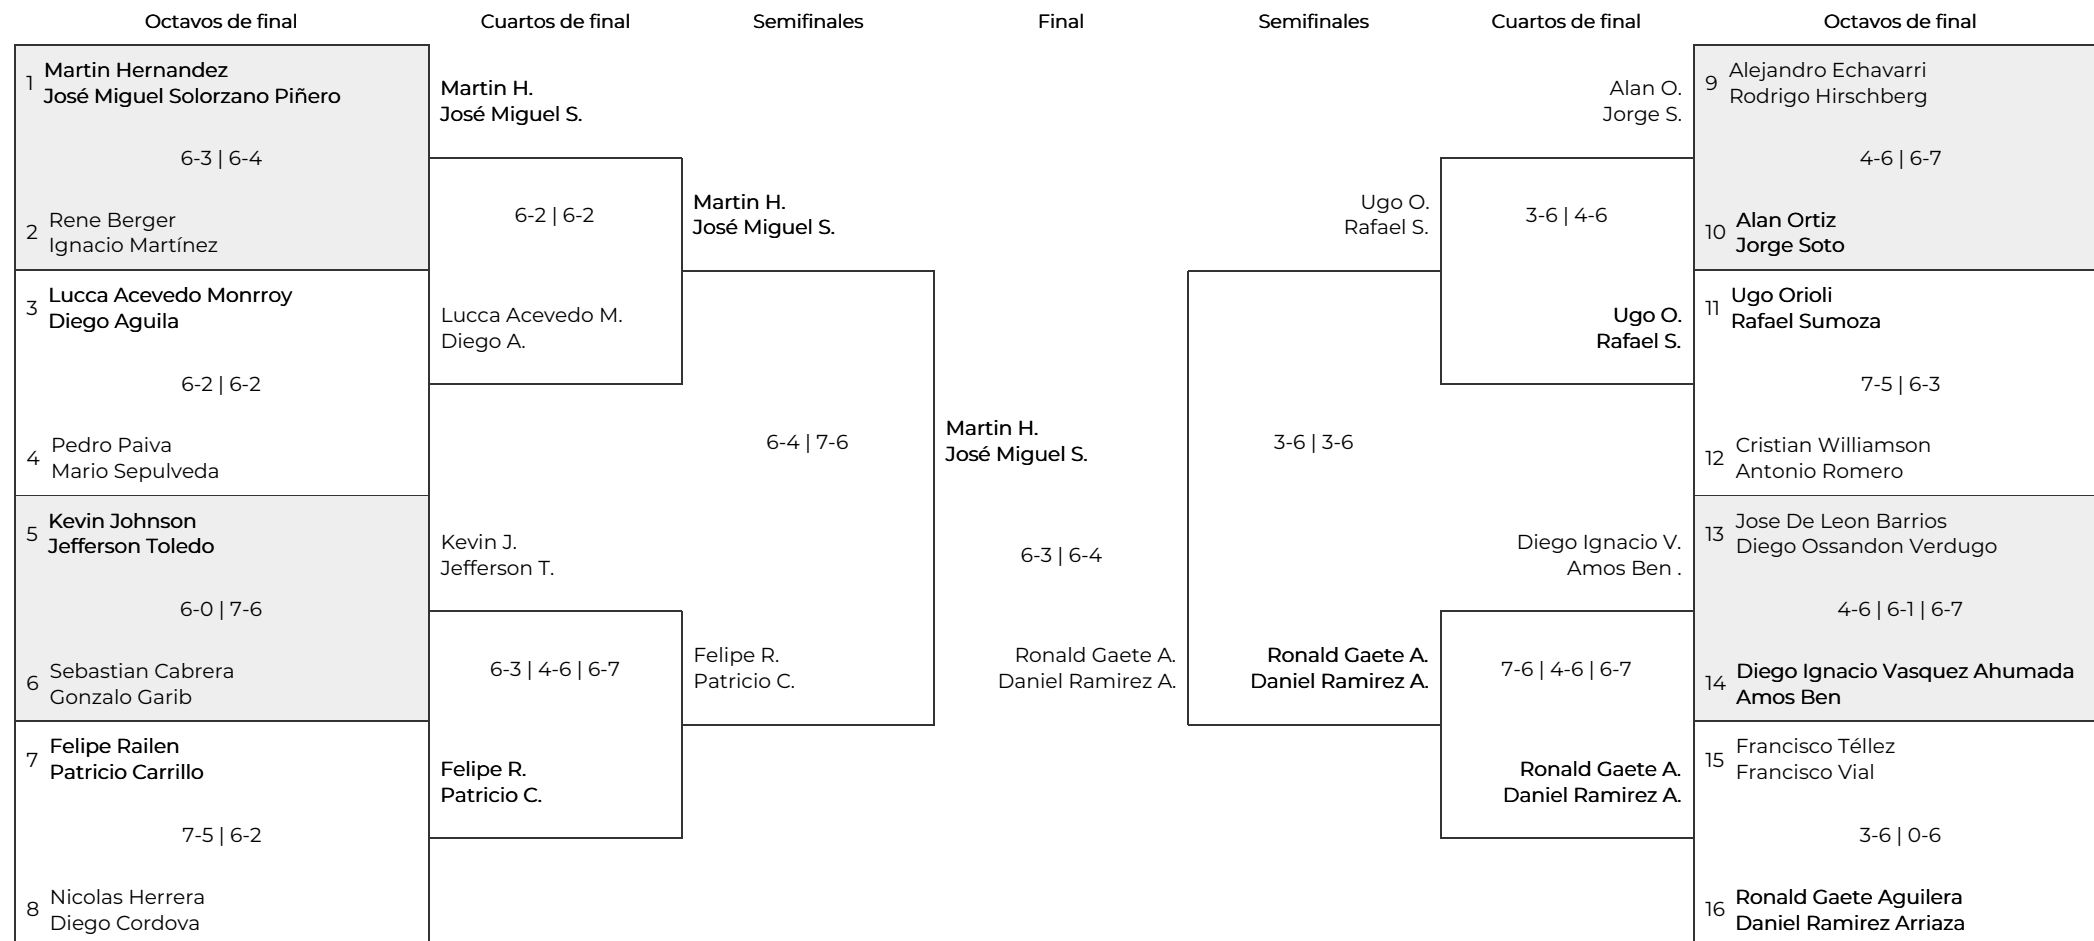 Octavos de final
Cuartos de final
Semifinales
Final
Semifinales
Cuartos de final
Octavos de final
1
Martin Hernandez
José Miguel Solorzano Piñero
6-3 | 6-4
2
Rene Berger
Ignacio Martínez
3
Lucca Acevedo Monrroy
Diego Aguila
6-2 | 6-2
4
Pedro Paiva
Mario Sepulveda
5
Kevin Johnson
Jefferson Toledo
6-0 | 7-6
6
Sebastian Cabrera
Gonzalo Garib
7
Felipe Railen
Patricio Carrillo
7-5 | 6-2
8
Nicolas Herrera
Diego Cordova
Martin H.
José Miguel S.
6-2 | 6-2
Lucca Acevedo M.
Diego A.
Kevin J.
Jefferson T.
6-3 | 4-6 | 6-7
Felipe R.
Patricio C.
Martin H.
José Miguel S.
6-4 | 7-6
Felipe R.
Patricio C.
Martin H.
José Miguel S.
6-3 | 6-4
Ronald Gaete A.
Daniel Ramirez A.
Ugo O.
Rafael S.
3-6 | 3-6
Ronald Gaete A.
Daniel Ramirez A.
Alan O.
Jorge S.
3-6 | 4-6
Ugo O.
Rafael S.
Diego Ignacio V.
Amos Ben .
7-6 | 4-6 | 6-7
Ronald Gaete A.
Daniel Ramirez A.
9
Alejandro Echavarri
Rodrigo Hirschberg
4-6 | 6-7
10
Alan Ortiz
Jorge Soto
11
Ugo Orioli
Rafael Sumoza
7-5 | 6-3
12
Cristian Williamson
Antonio Romero
13
Jose De Leon Barrios
Diego Ossandon Verdugo
4-6 | 6-1 | 6-7
14
Diego Ignacio Vasquez Ahumada
Amos Ben
15
Francisco Téllez
Francisco Vial
3-6 | 0-6
16
Ronald Gaete Aguilera
Daniel Ramirez Arriaza